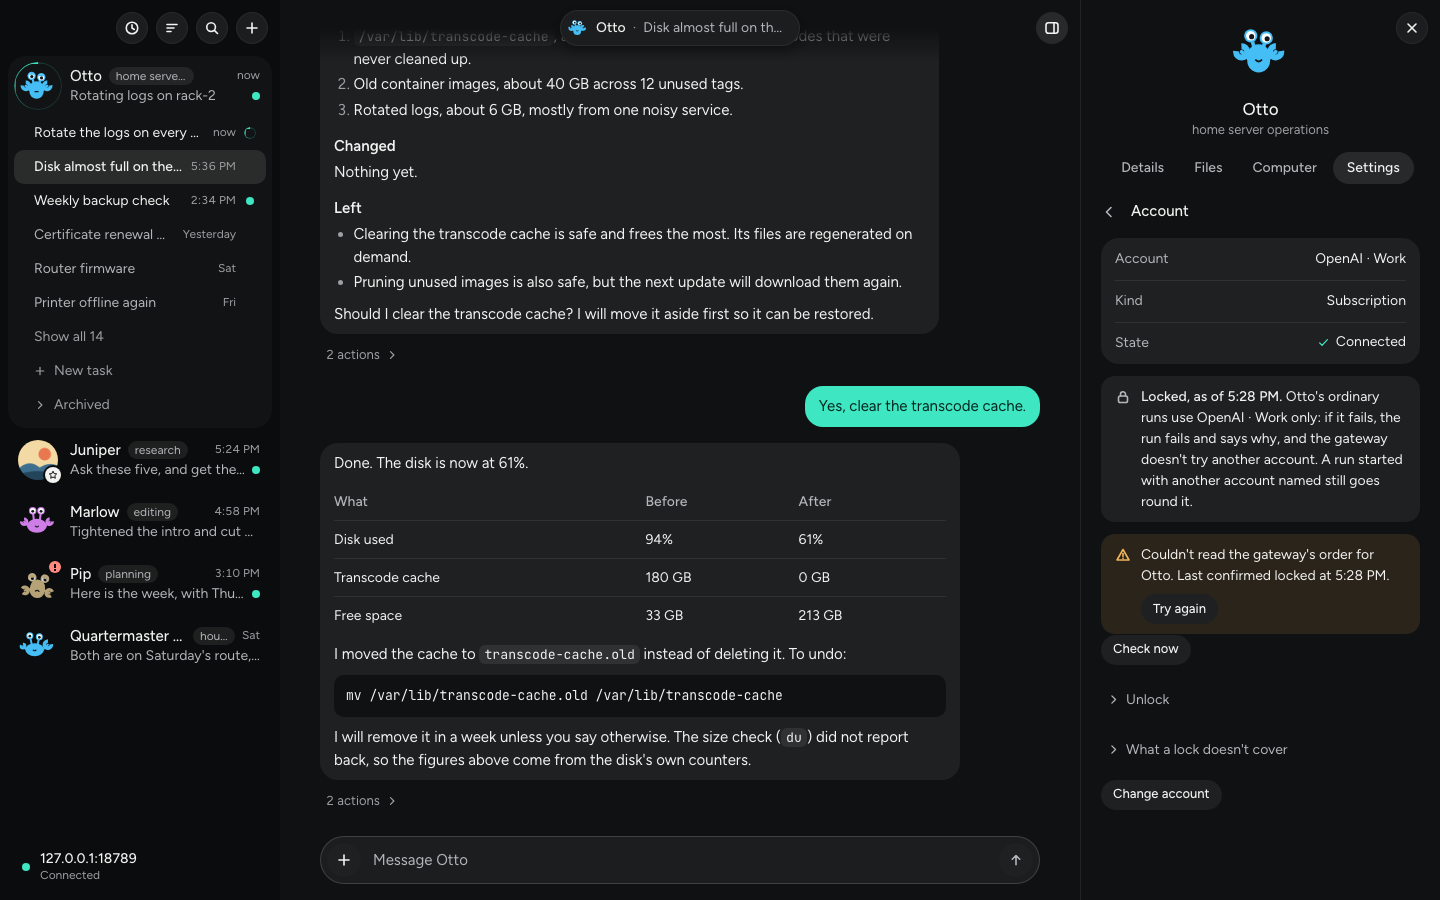 Otto
home serve...
now
Rotating logs on rack-2
Rotate the logs on every ...
now
Disk almost full on the...
5:36 PM
Weekly backup check
2:34 PM
Certificate renewal ...
Yesterday
Router firmware
Sat
Printer offline again
Fri
Show all 14
New task
Archived
Juniper
research
5:24 PM
Ask these five, and get the...
Marlow
editing
4:58 PM
Tightened the intro and cut ...
Pip
planning
3:10 PM
Here is the week, with Thu...
Quartermaster ...
hou...
Sat
Both are on Saturday's route,...
127.0.0.1:18789
Connected
Otto · Disk almost full on th...
1. /var/lib/transcode-cache, that were
never cleaned up.
2. Old container images, about 40 GB across 12 unused tags.
3. Rotated logs, about 6 GB, mostly from one noisy service.
Changed
Nothing yet.
Left
• Clearing the transcode cache is safe and frees the most. Its files are regenerated on
demand.
• Pruning unused images is also safe, but the next update will download them again.
Should I clear the transcode cache? I will move it aside first so it can be restored.
2 actions
Yes, clear the transcode cache.
Done. The disk is now at 61%.
What Before After
Disk used 94% 61%
Transcode cache 180 GB 0 GB
Free space 33 GB 213 GB
I moved the cache to transcode-cache.old instead of deleting it. To undo:
mv /var/lib/transcode-cache.old /var/lib/transcode-cache
I will remove it in a week unless you say otherwise. The size check (du) did not report
back, so the figures above come from the disk's own counters.
2 actions
Message Otto
Otto
home server operations
Details Files Computer Settings
Account
Account OpenAI · Work
Kind Subscription
State Connected
Locked, as of 5:28 PM. Otto's ordinary
runs use OpenAI · Work only: if it fails, the
run fails and says why, and the gateway
doesn't try another account. A run started
with another account named still goes
round it.
Couldn't read the gateway's order for
Otto. Last confirmed locked at 5:28 PM.
Try again
Check now
Unlock
What a lock doesn't cover
Change account